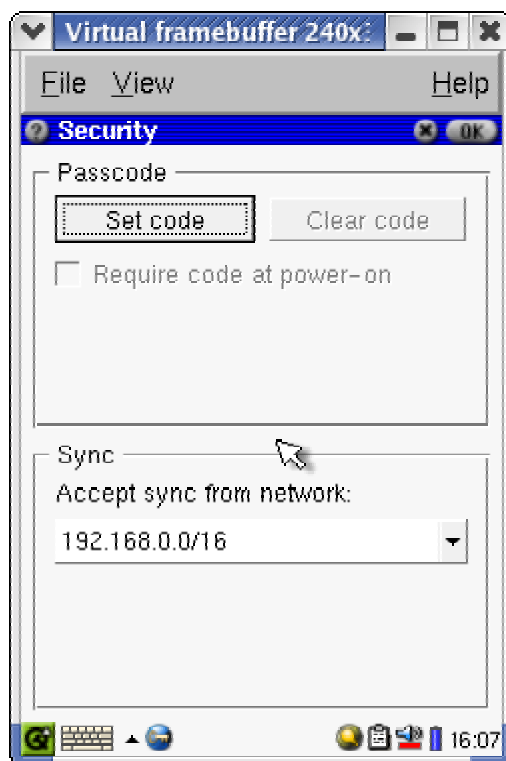 Virtual framebuffer 240x
File View Help
Security OK
Passcode
Set code Clear code
Require code at power-on
Sync
Accept sync from network:
192.168.0.0/16
16:07